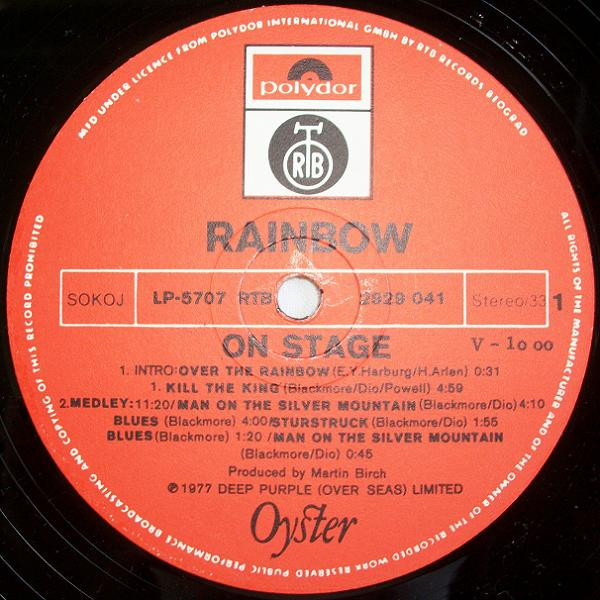 MFD UNDER LICENCE FROM POLYDOR INTERNATIONAL GMBH BY RTB RECORDS BEOGRAD
polydor
RTB
RAINBOW
SOKOJ
LP-5707 RTB
2929 041
Stereo/33
1
ON STAGE
V - 10 00
1. INTRO: OVER THE RAINBOW (E.Y. Harburg/H.Arlen) 0:31
1. KILL THE KING (Blackmore/Dio/Powell) 4:59
2. MEDLEY: 11:20/MAN ON THE SILVER MOUNTAIN (Blackmore/Dio) 4:10
BLUES (Blackmore) 4:00/STURSTRUCK (Blackmore/Dio) 1:55
BLUES (Blackmore) 1:20 /MAN ON THE SILVER MOUNTAIN
(Blackmore/Dio) 0:45
Produced by Martin Birch
℗ 1977 DEEP PURPLE (OVER SEAS) LIMITED
Oyster
ALL RIGHTS OF THE MANUFACTURER AND OF THE OWNER OF THE RECORDED WORK RESERVED PUBLIC PERFORMANCE BROADCASTING AND COPYING OF THIS RECORD PROHIBITED